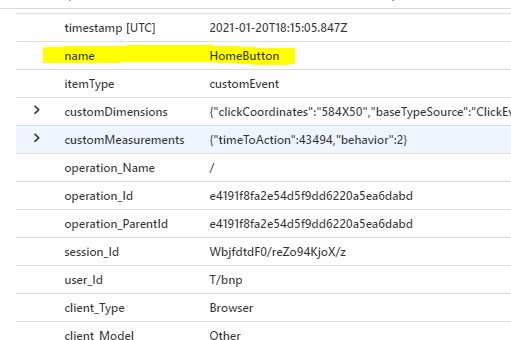 timestamp [UTC] 2021-01-20T18:15:05.847Z
name HomeButton
itemType customEvent
customDimensions {"clickCoordinates":"584X50","baseTypeSource":"ClickEv
customMeasurements {"timeToAction":43494,"behavior":2}
operation_Name /
operation_Id e4191f8fa2e54d5f9dd6220a5ea6dabd
operation_ParentId e4191f8fa2e54d5f9dd6220a5ea6dabd
session_Id WbjfdtdF0/reZo94KjoX/z
user_Id T/bnp
client_Type Browser
client_Model Other